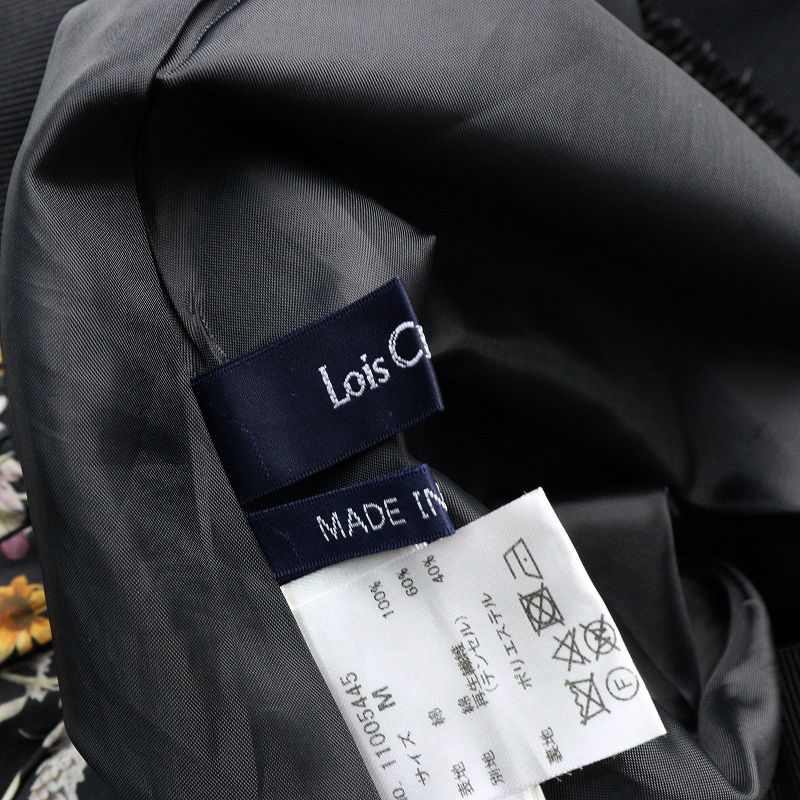 Lois C
MADE IN
11005445
サイズ M
表地 綿 100%
別地 綿 60%
再生繊維 40%
(テンセル)
裏地 ポリエステル
F